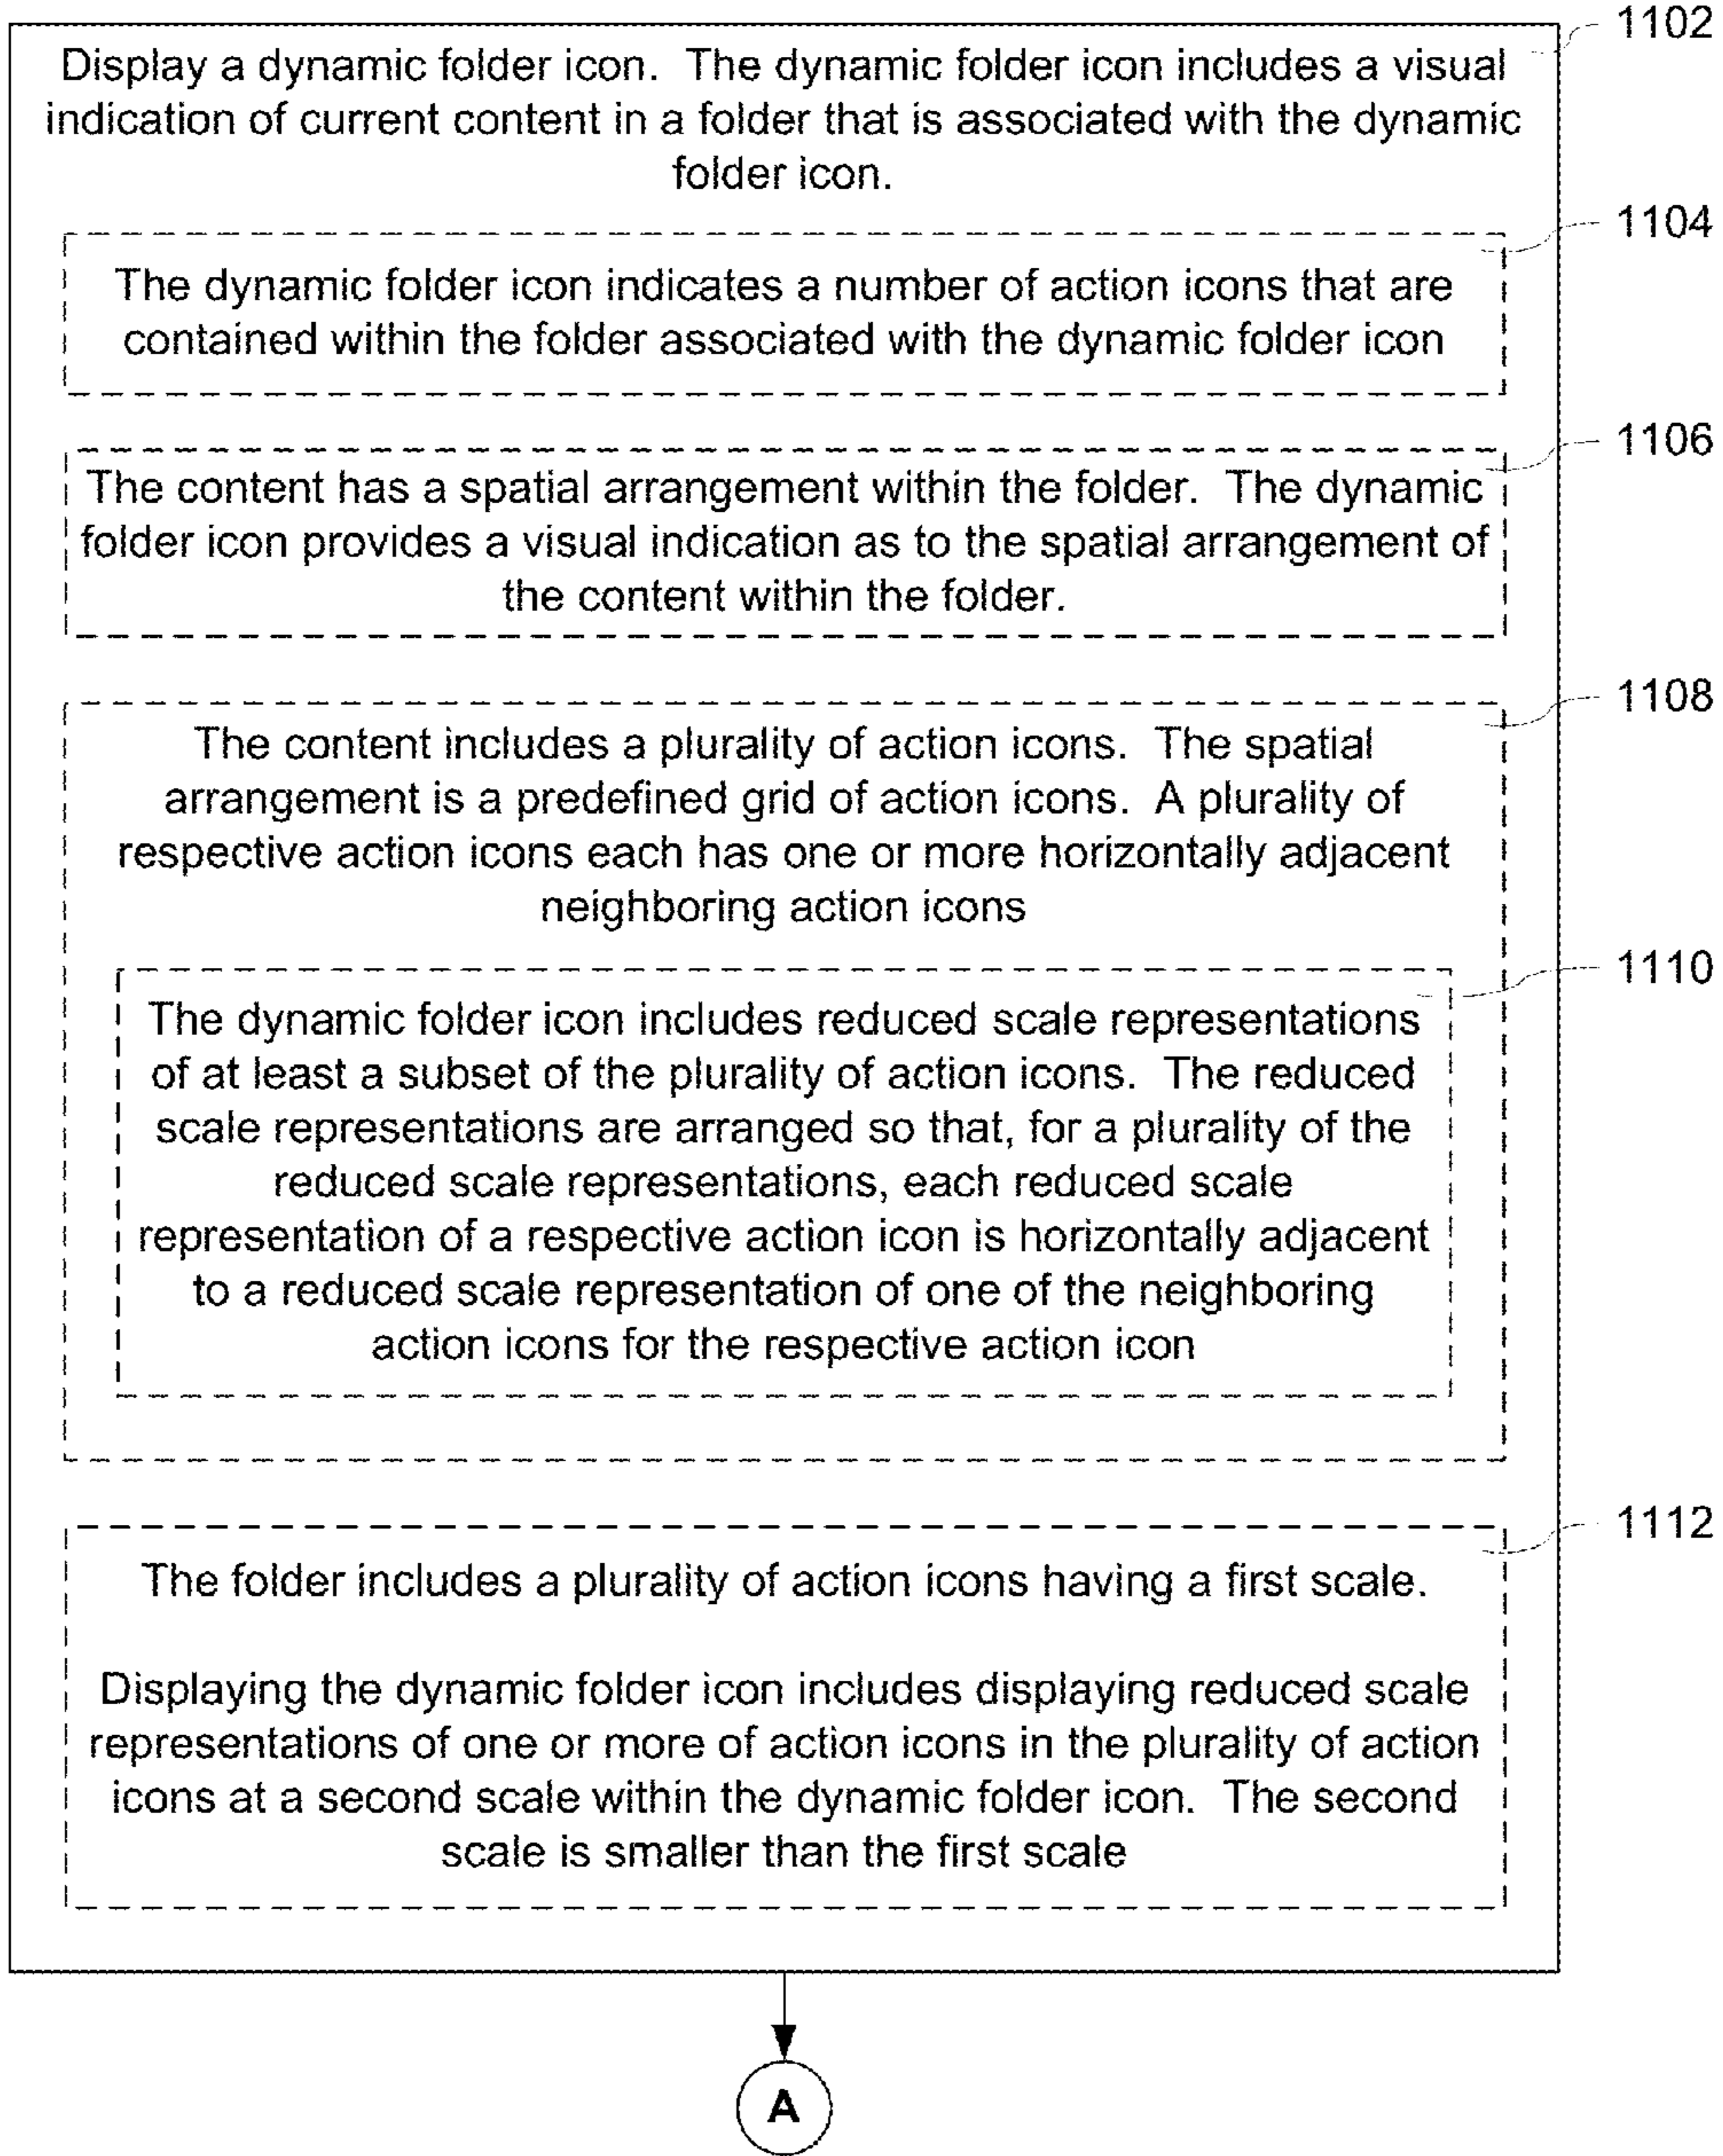 1102
Display a dynamic folder icon.  The dynamic folder icon includes a visual
indication of current content in a folder that is associated with the dynamic
folder icon.
1104
The dynamic folder icon indicates a number of action icons that are
contained within the folder associated with the dynamic folder icon
1106
The content has a spatial arrangement within the folder.  The dynamic
folder icon provides a visual indication as to the spatial arrangement of
the content within the folder.
1108
The content includes a plurality of action icons.  The spatial
arrangement is a predefined grid of action icons.  A plurality of
respective action icons each has one or more horizontally adjacent
neighboring action icons
1110
The dynamic folder icon includes reduced scale representations
of at least a subset of the plurality of action icons.  The reduced
scale representations are arranged so that, for a plurality of the
reduced scale representations, each reduced scale
representation of a respective action icon is horizontally adjacent
to a reduced scale representation of one of the neighboring
action icons for the respective action icon
1112
The folder includes a plurality of action icons having a first scale.
Displaying the dynamic folder icon includes displaying reduced scale
representations of one or more of action icons in the plurality of action
icons at a second scale within the dynamic folder icon.  The second
scale is smaller than the first scale
A